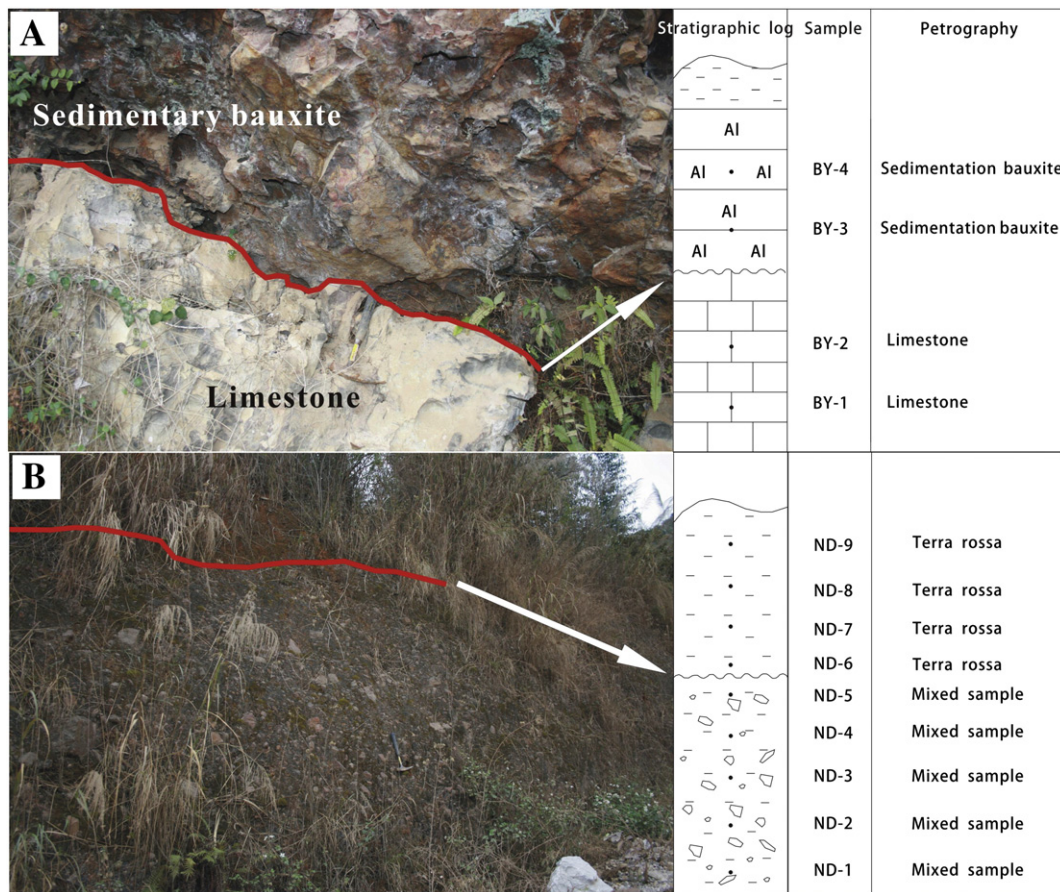 A
Sedimentary bauxite
Limestone
Stratigraphic log Sample Petrography
Al
Al Al BY-4 Sedimentation bauxite
Al
BY-3 Sedimentation bauxite
Al Al
BY-2 Limestone
BY-1 Limestone
B
ND-9 Terra rossa
ND-8 Terra rossa
ND-7 Terra rossa
ND-6 Terra rossa
ND-5 Mixed sample
ND-4 Mixed sample
ND-3 Mixed sample
ND-2 Mixed sample
ND-1 Mixed sample